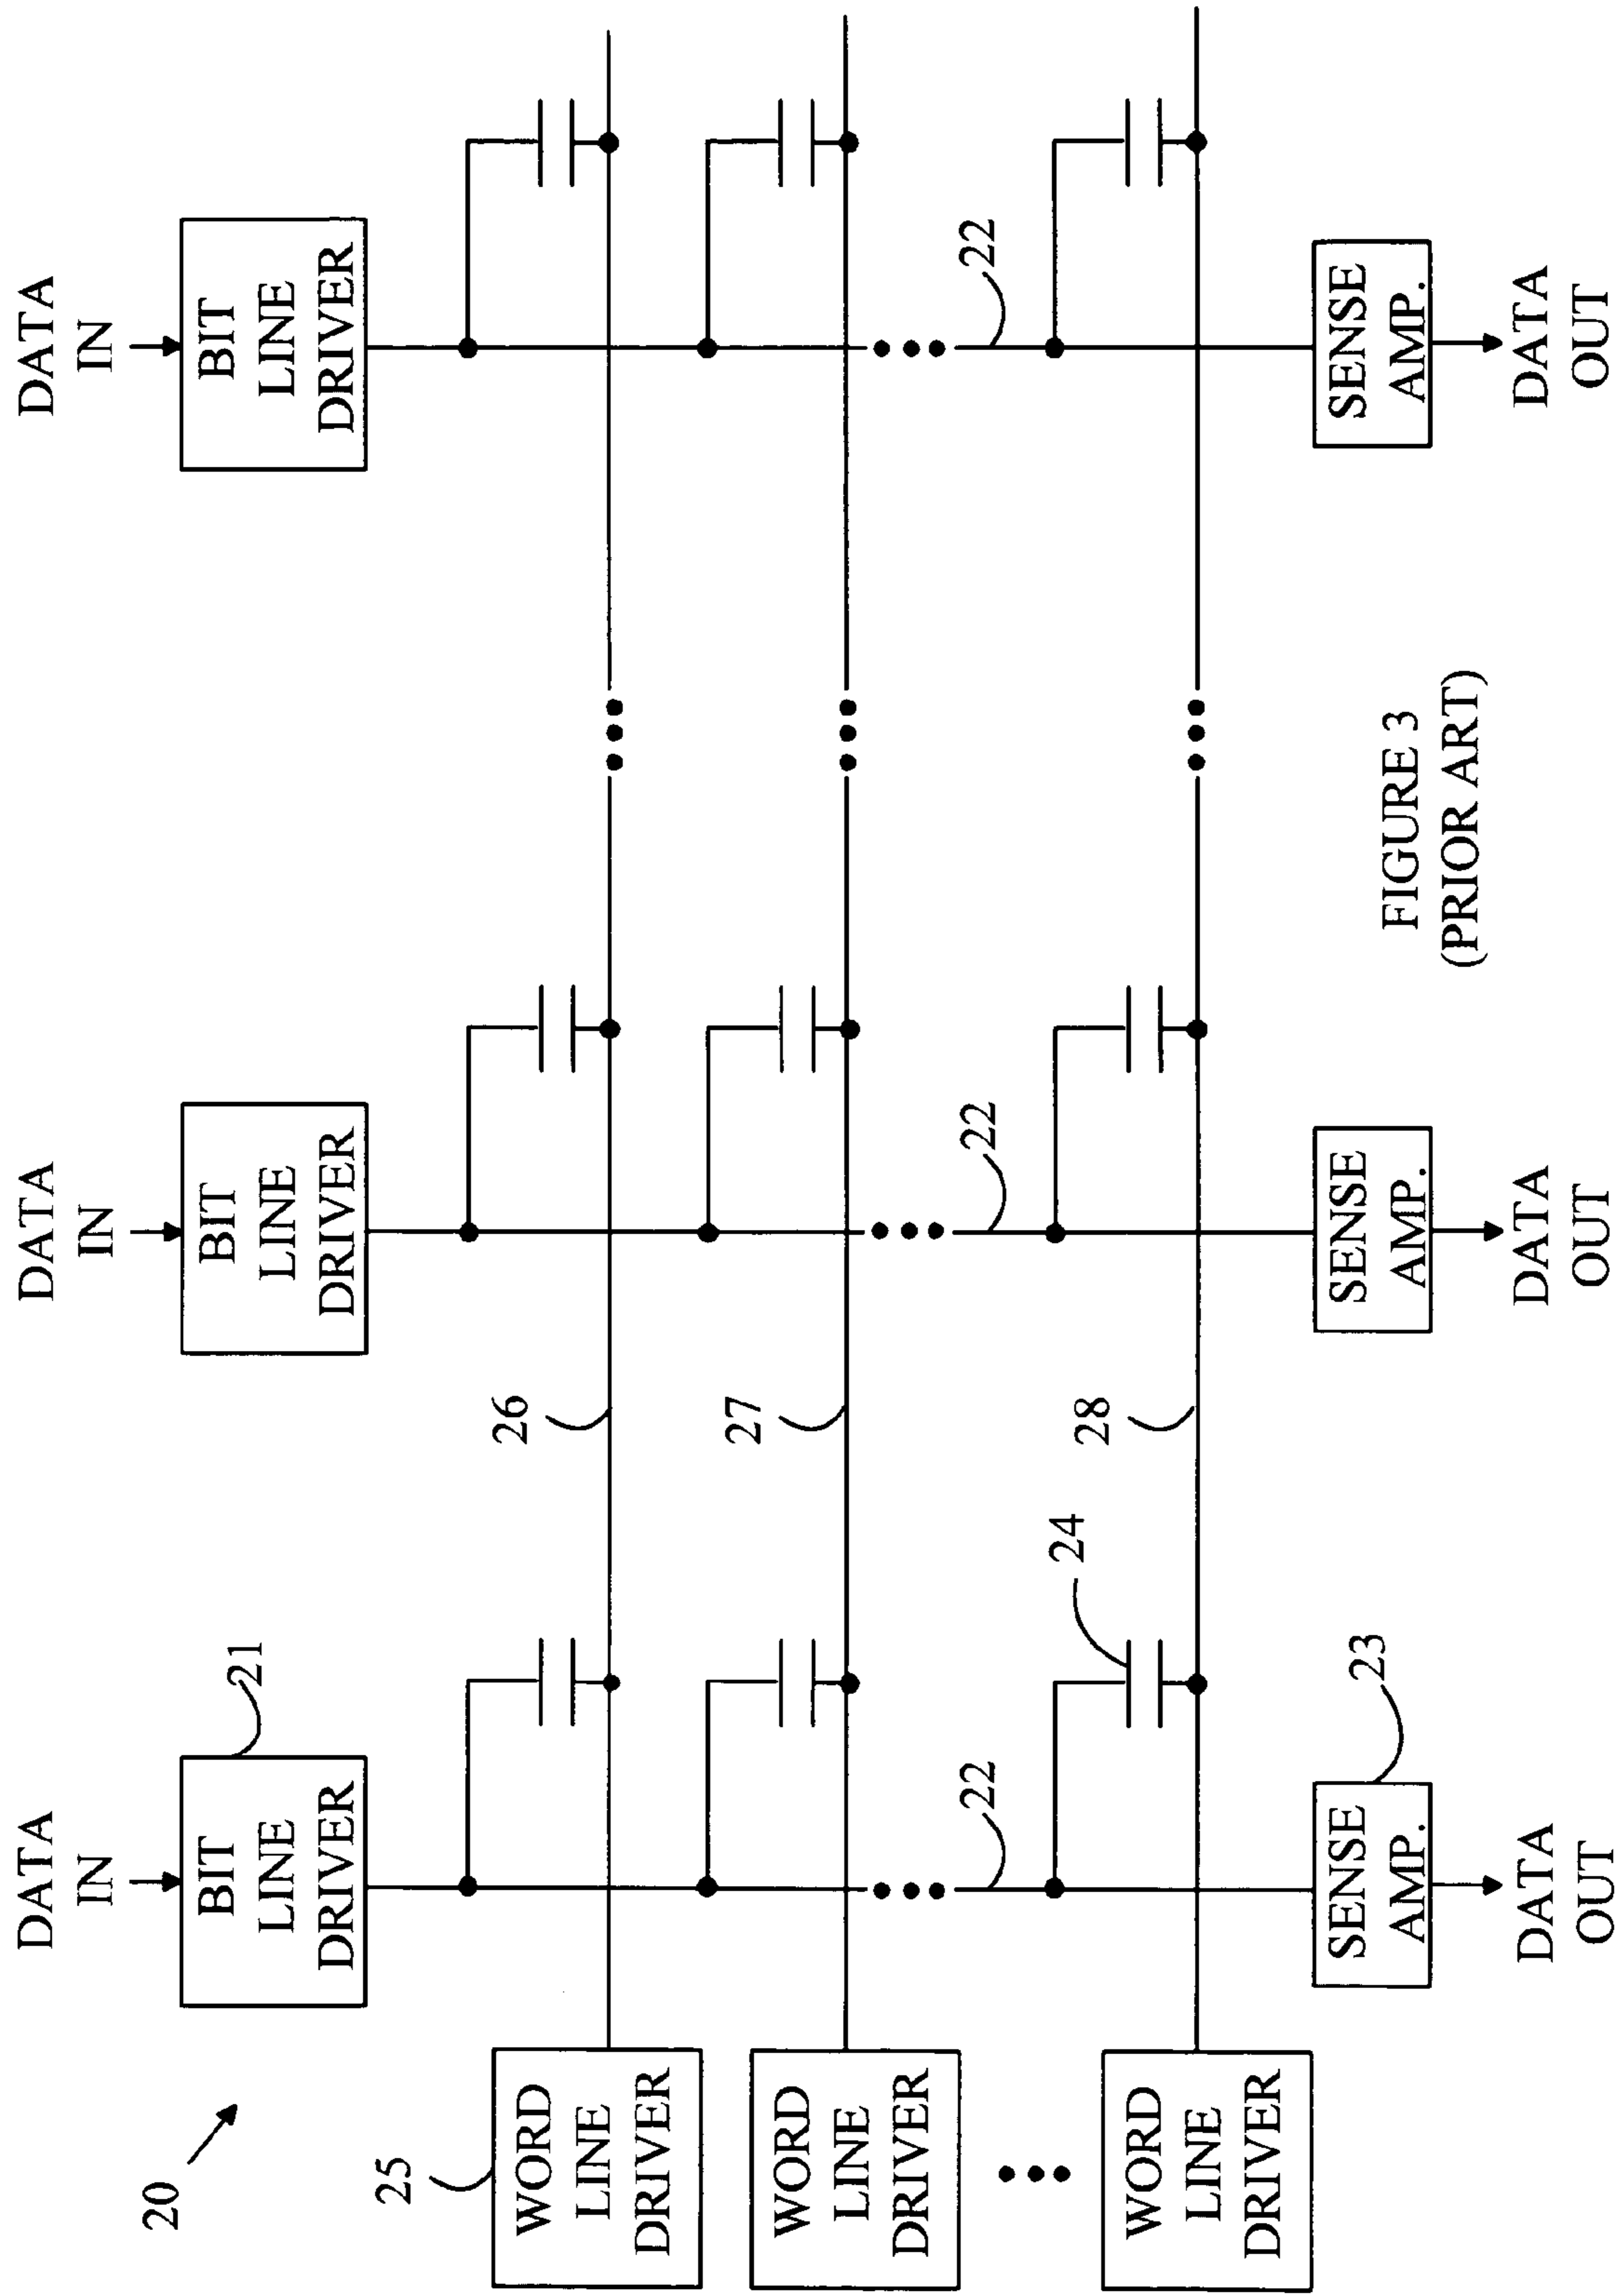 20
DATA
IN
DATA
IN
DATA
IN
BIT
LINE
DRIVER
21
BIT
LINE
DRIVER
BIT
LINE
DRIVER
25
WORD
LINE
DRIVER
26
WORD
LINE
DRIVER
27
22
22
22
WORD
LINE
DRIVER
24
28
SENSE
AMP.
23
SENSE
AMP.
SENSE
AMP.
DATA
OUT
DATA
OUT
DATA
OUT
FIGURE 3
(PRIOR ART)